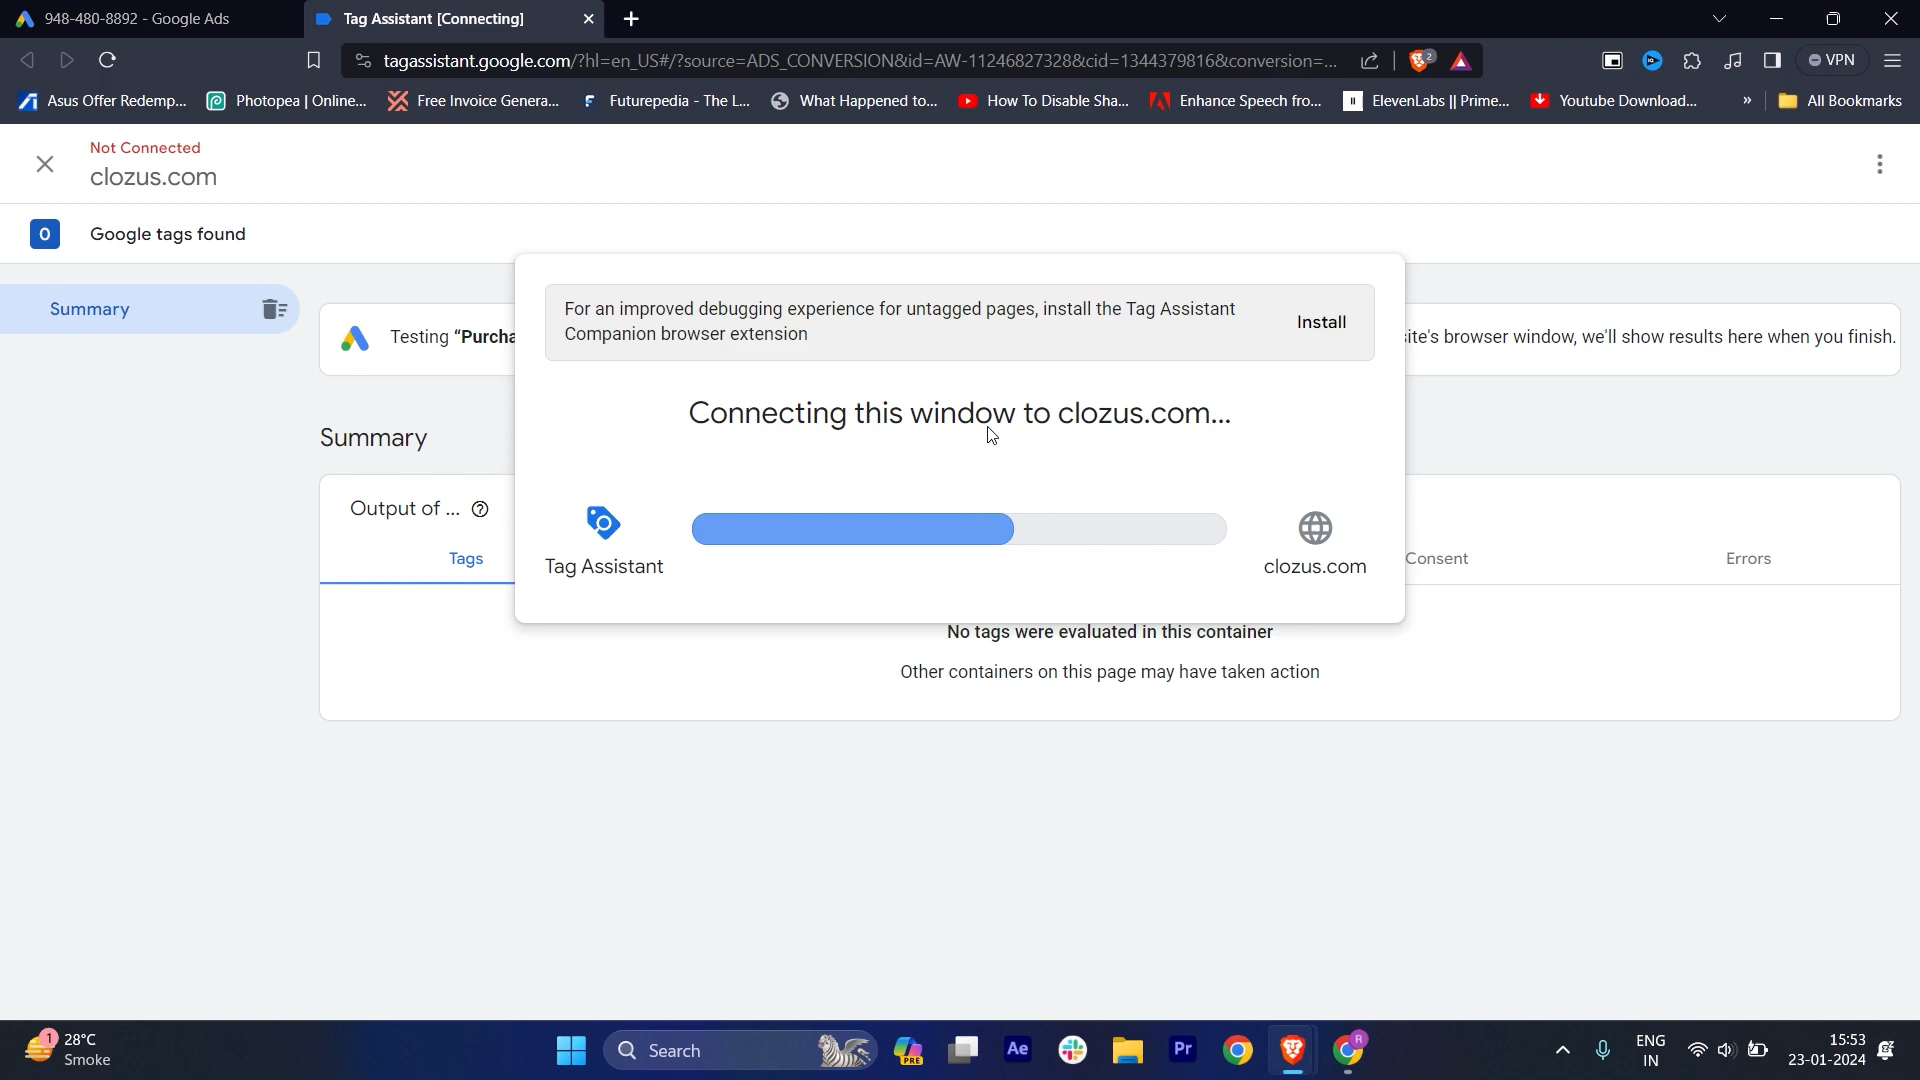 948-480-8892 - Google Ads
Tag Assistant [Connecting]
tagassistant.google.com/?hl=en_US#/?source=ADS_CONVERSION&id=AW-11246827328&cid=1344379816&conversion=...
2
VPN
Asus Offer Redemp...
Photopea | Online...
Free Invoice Genera...
Futurepedia - The L...
What Happened to...
How To Disable Sha...
Enhance Speech fro...
ElevenLabs || Prime...
Youtube Download...
»
All Bookmarks
Not Connected
clozus.com
0
Google tags found
Summary
Testing “Purcha
site's browser window, we'll show results here when you finish.
For an improved debugging experience for untagged pages, install the Tag Assistant
Companion browser extension
Install
Connecting this window to clozus.com...
Summary
Output of ...
Tag Assistant
clozus.com
Tags
Consent
Errors
No tags were evaluated in this container
Other containers on this page may have taken action
1
28°C
Smoke
Search
PRE
Ae
Pr
R
ENG
IN
15:53
23-01-2024